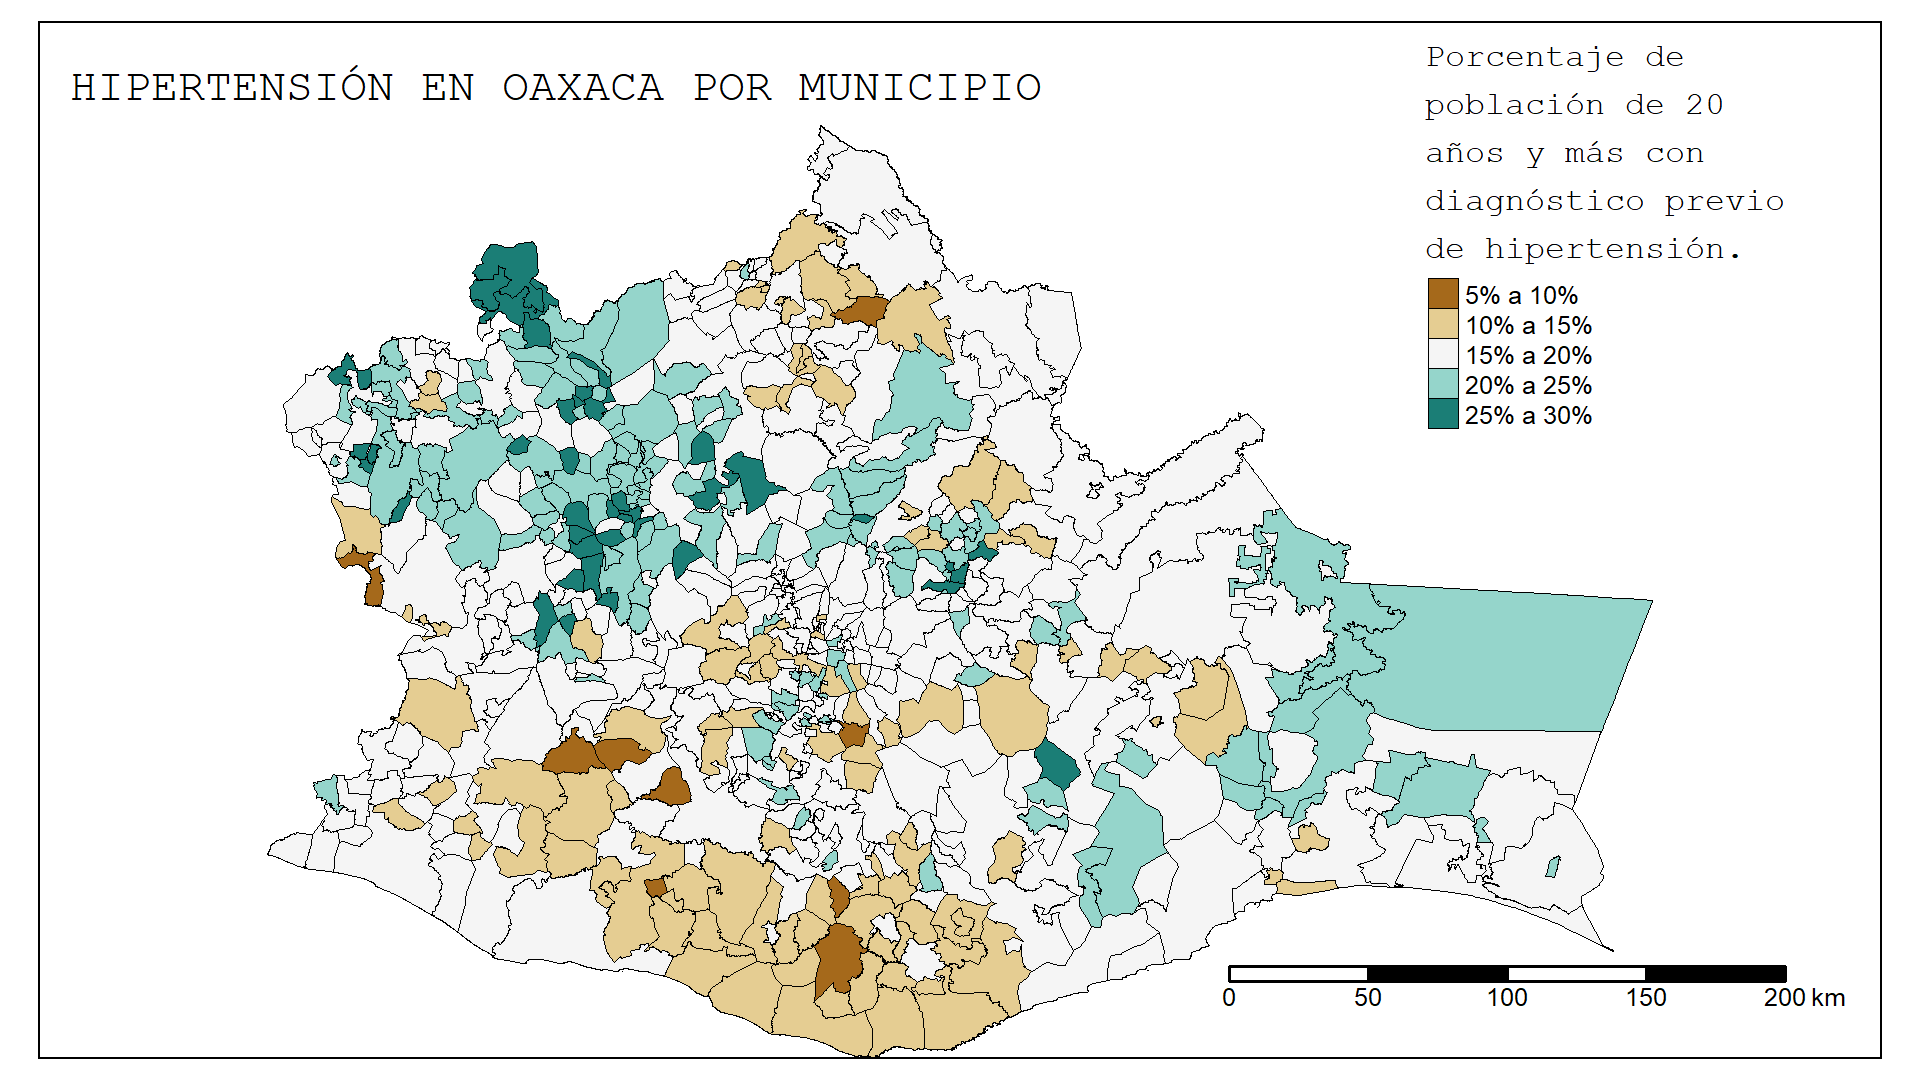 HIPERTENSIÓN EN OAXACA POR MUNICIPIO
Porcentaje de
población de 20
años y más con
diagnóstico previo
de hipertensión.
5% a 10%
10% a 15%
15% a 20%
20% a 25%
25% a 30%
0 50 100 150 200 km